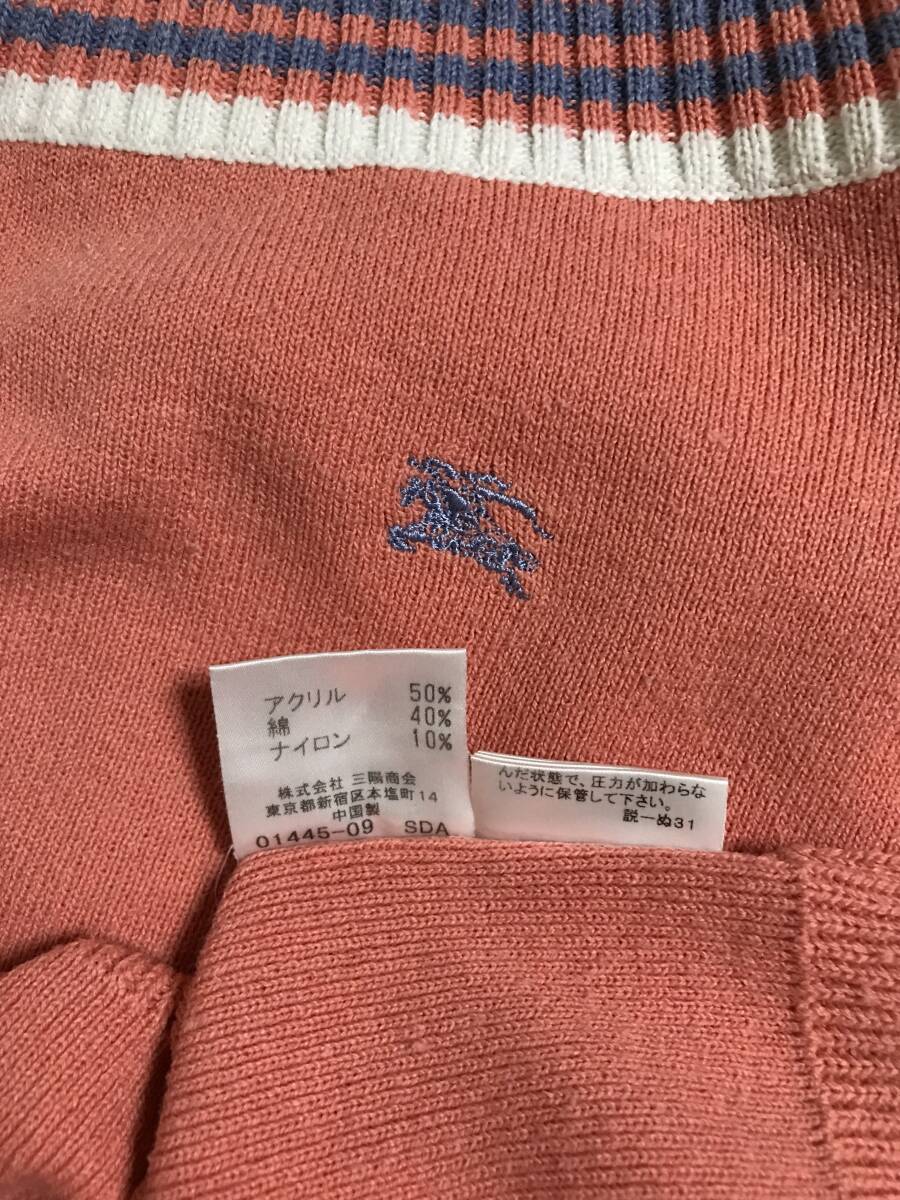 アクリル 50%
綿 40%
ナイロン 10%
株式会社 三陽商会
東京都新宿区本塩町14
中国製
01445-09 SDA
んだ状態で、圧力が加わらな
いように保管して下さい。
説ーぬ31